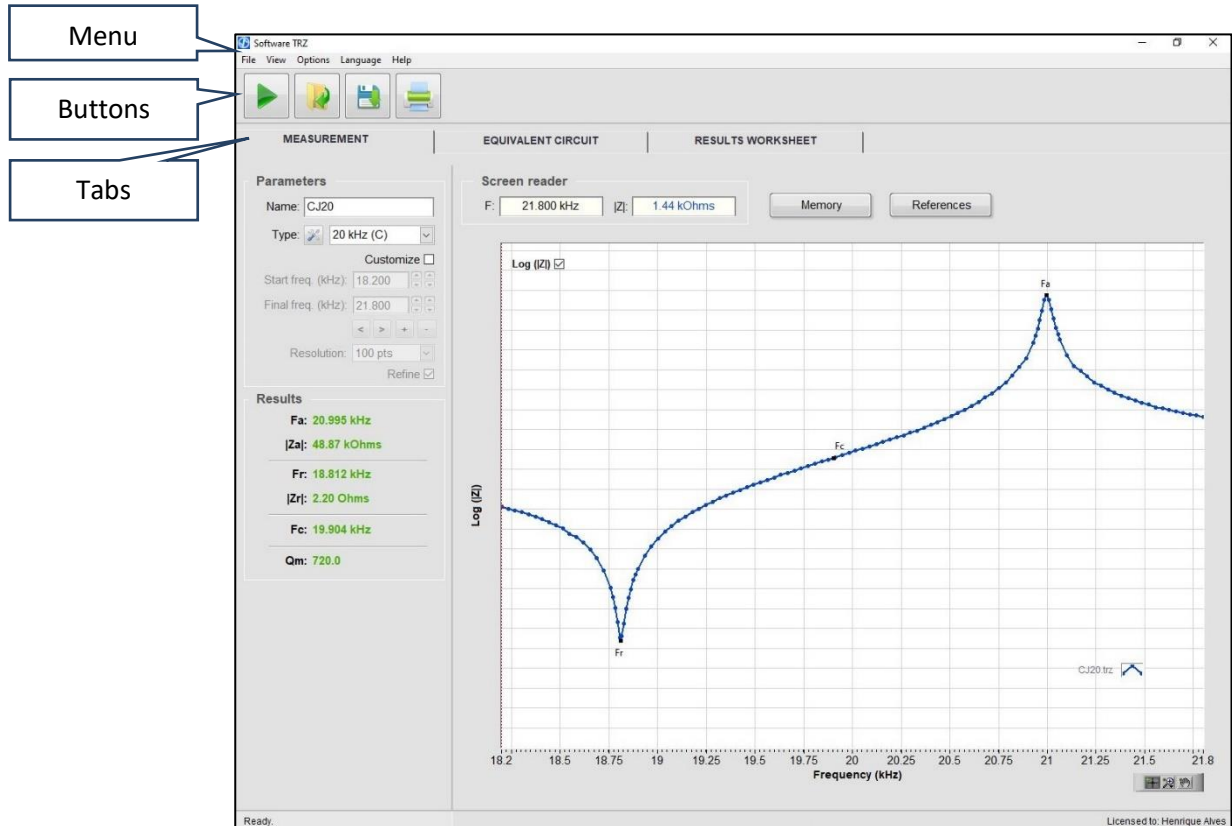 Menu
Buttons
Tabs
Software TRZ
File View Options Language Help
MEASUREMENT EQUIVALENT CIRCUIT RESULTS WORKSHEET
Parameters
Name: CJ20
Type: 20 kHz (C)
Customize
Start freq. (kHz): 18.200
Final freq. (kHz): 21.800
< > + -
Resolution: 100 pts
Refine
Results
Fa: 20.995 kHz
|Za|: 48.87 kOhms
Fr: 18.812 kHz
|Zr|: 2.20 Ohms
Fc: 19.904 kHz
Qm: 720.0
Screen reader
F: 21.800 kHz |Z|: 1.44 kOhms Memory References
Log (|Z|)
Fa
Fc
Log (|Z|)
Fr
CJ20.trz
18.2 18.5 18.75 19 19.25 19.5 19.75 20 20.25 20.5 20.75 21 21.25 21.5 21.8
Frequency (kHz)
Ready. Licensed to: Henrique Alves